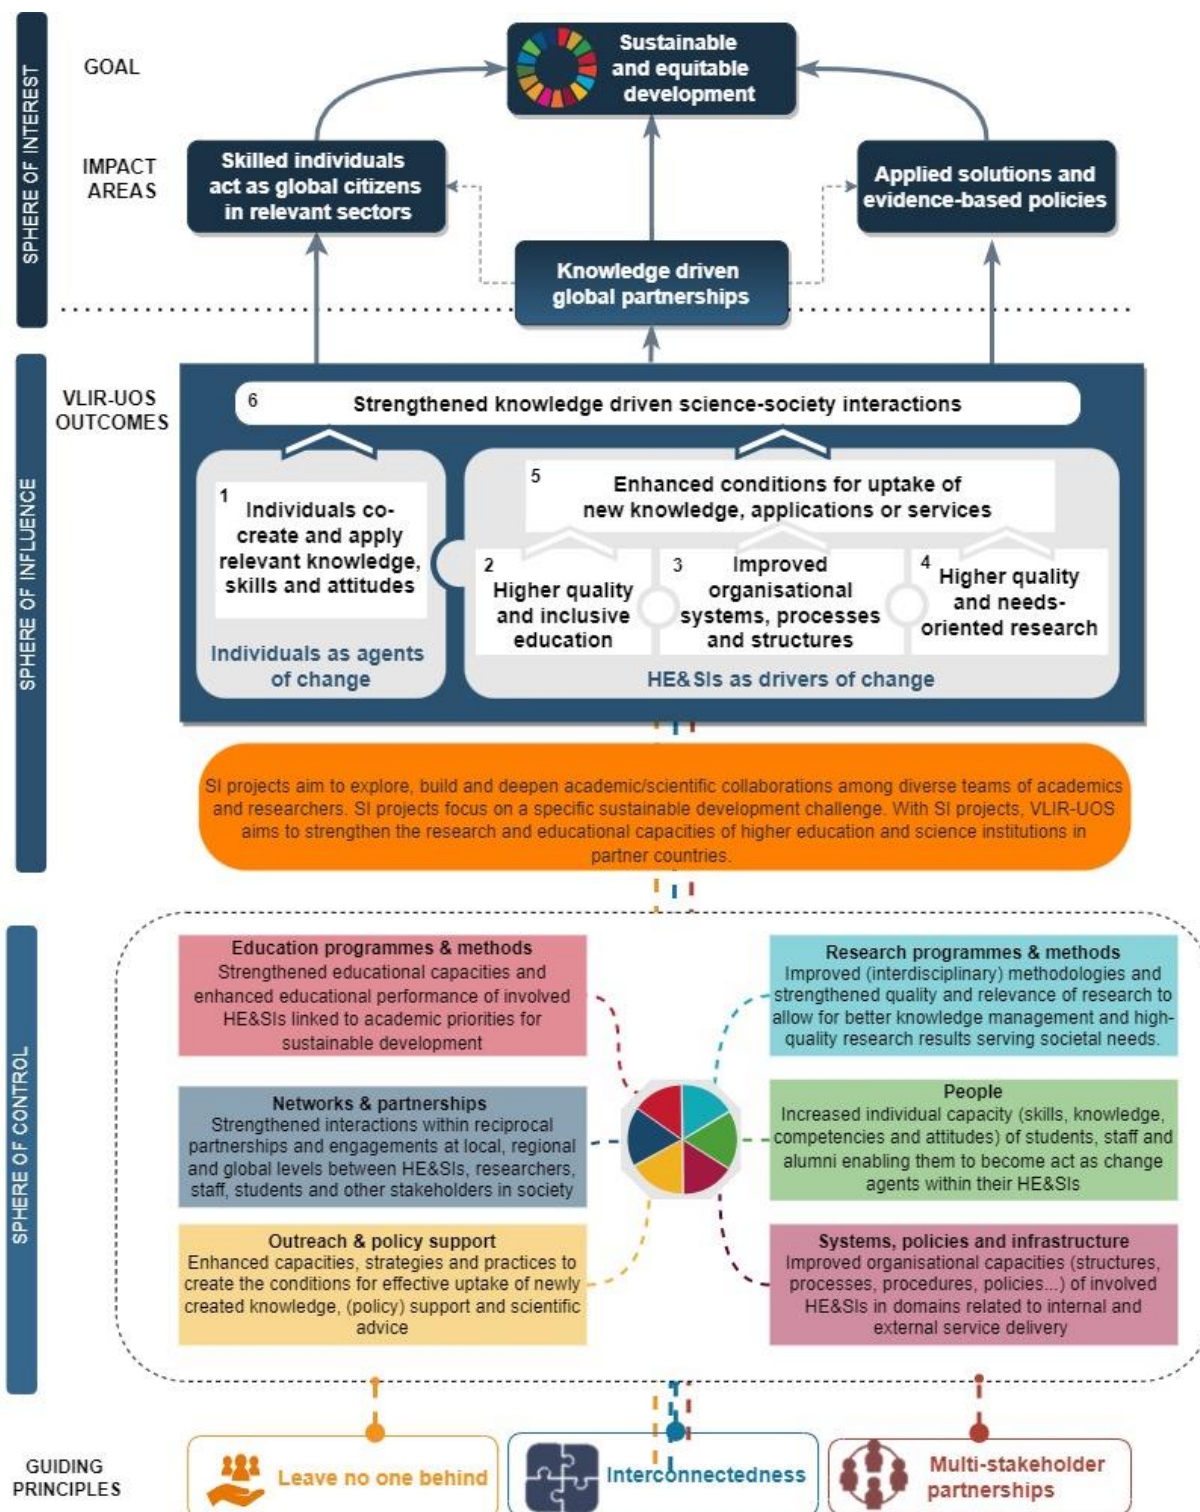 SPHERE OF INTEREST
GOAL
Sustainable
and equitable
development
IMPACT
AREAS
Skilled individuals
act as global citizens
in relevant sectors
Applied solutions and
evidence-based policies
Knowledge driven
global partnerships
SPHERE OF INFLUENCE
VLIR-UOS
OUTCOMES
6
Strengthened knowledge driven science-society interactions
1
Individuals co-
create and apply
relevant knowledge,
skills and attitudes
Individuals as agents
of change
5
Enhanced conditions for uptake of
new knowledge, applications or services
2
Higher quality
and inclusive
education
3
Improved
organisational
systems, processes
and structures
4
Higher quality
and needs-
oriented research
HE&SIs as drivers of change
SI projects aim to explore, build and deepen academic/scientific collaborations among diverse teams of academics
and researchers. SI projects focus on a specific sustainable development challenge. With SI projects, VLIR-UOS
aims to strengthen the research and educational capacities of higher education and science institutions in
partner countries.
SPHERE OF CONTROL
Education programmes & methods
Strengthened educational capacities and
enhanced educational performance of involved
HE&SIs linked to academic priorities for
sustainable development
Research programmes & methods
Improved (interdisciplinary) methodologies and
strengthened quality and relevance of research to
allow for better knowledge management and high-
quality research results serving societal needs.
Networks & partnerships
Strengthened interactions within reciprocal
partnerships and engagements at local, regional
and global levels between HE&SIs, researchers,
staff, students and other stakeholders in society
People
Increased individual capacity (skills, knowledge,
competencies and attitudes) of students, staff and
alumni enabling them to become act as change
agents within their HE&SIs
Outreach & policy support
Enhanced capacities, strategies and practices to
create the conditions for effective uptake of newly
created knowledge, (policy) support and scientific
advice
Systems, policies and infrastructure
Improved organisational capacities (structures,
processes, procedures, policies...) of involved
HE&SIs in domains related to internal and
external service delivery
GUIDING
PRINCIPLES
Leave no one behind
Interconnectedness
Multi-stakeholder
partnerships